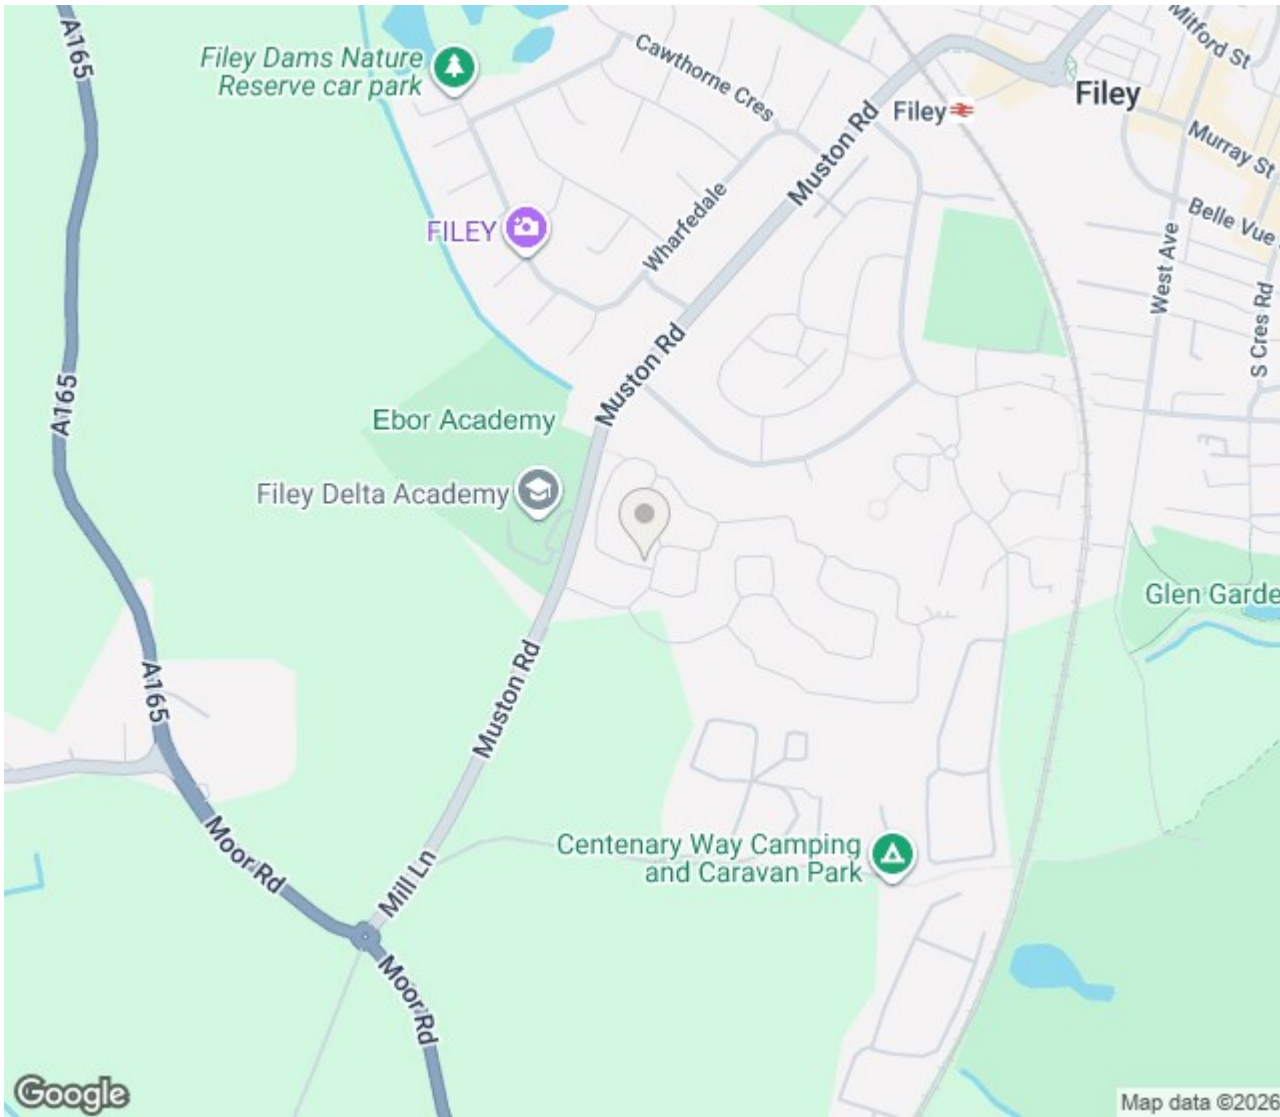 A165
Filey Dams Nature
Reserve car park
Cawthorne Cres
Mitford St
Filey
Filey
Muston Rd
Murray St
Wharfedale
FILEY
Belle Vue
West Ave
S Cres Rd
Muston Rd
A165
Ebor Academy
Filey Delta Academy
Glen Garde
A165
Muston Rd
Moor Rd
Mill Ln
Centenary Way Camping
and Caravan Park
Moor Rd
Google
Map data ©2026